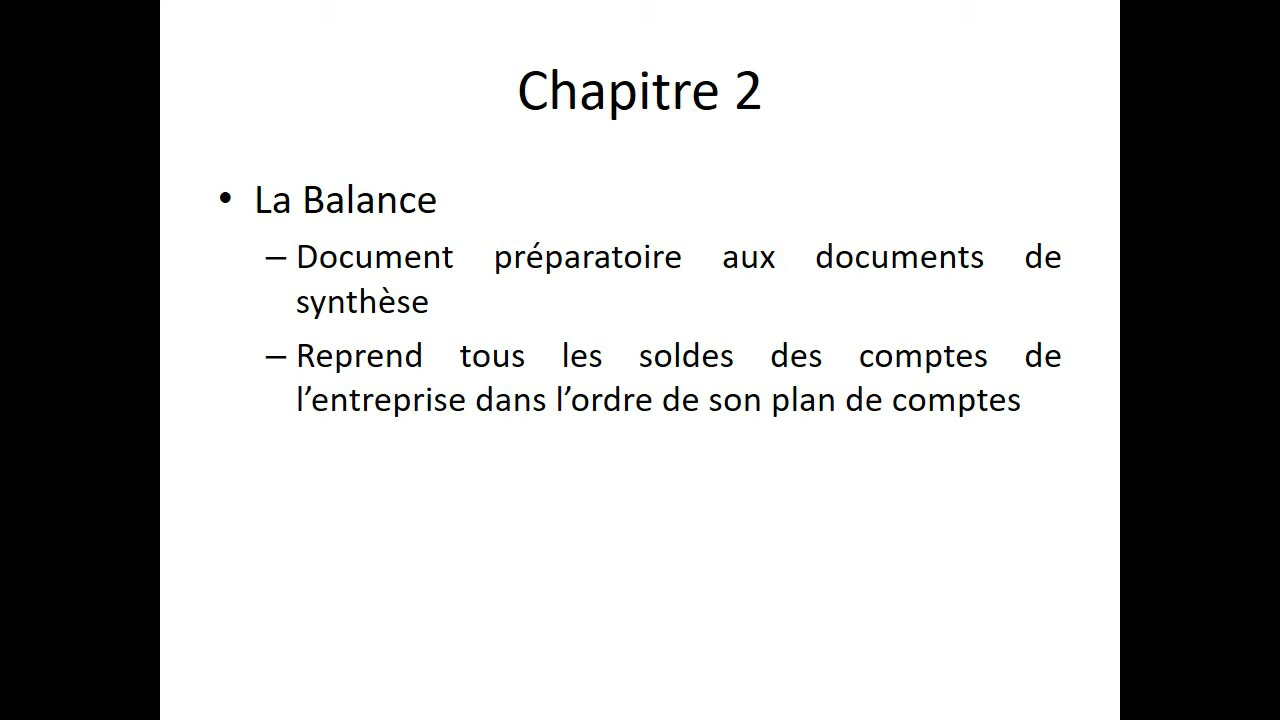 Chapitre 2
• La Balance
– Document préparatoire aux documents de
synthèse
– Reprend tous les soldes des comptes de
l’entreprise dans l’ordre de son plan de comptes